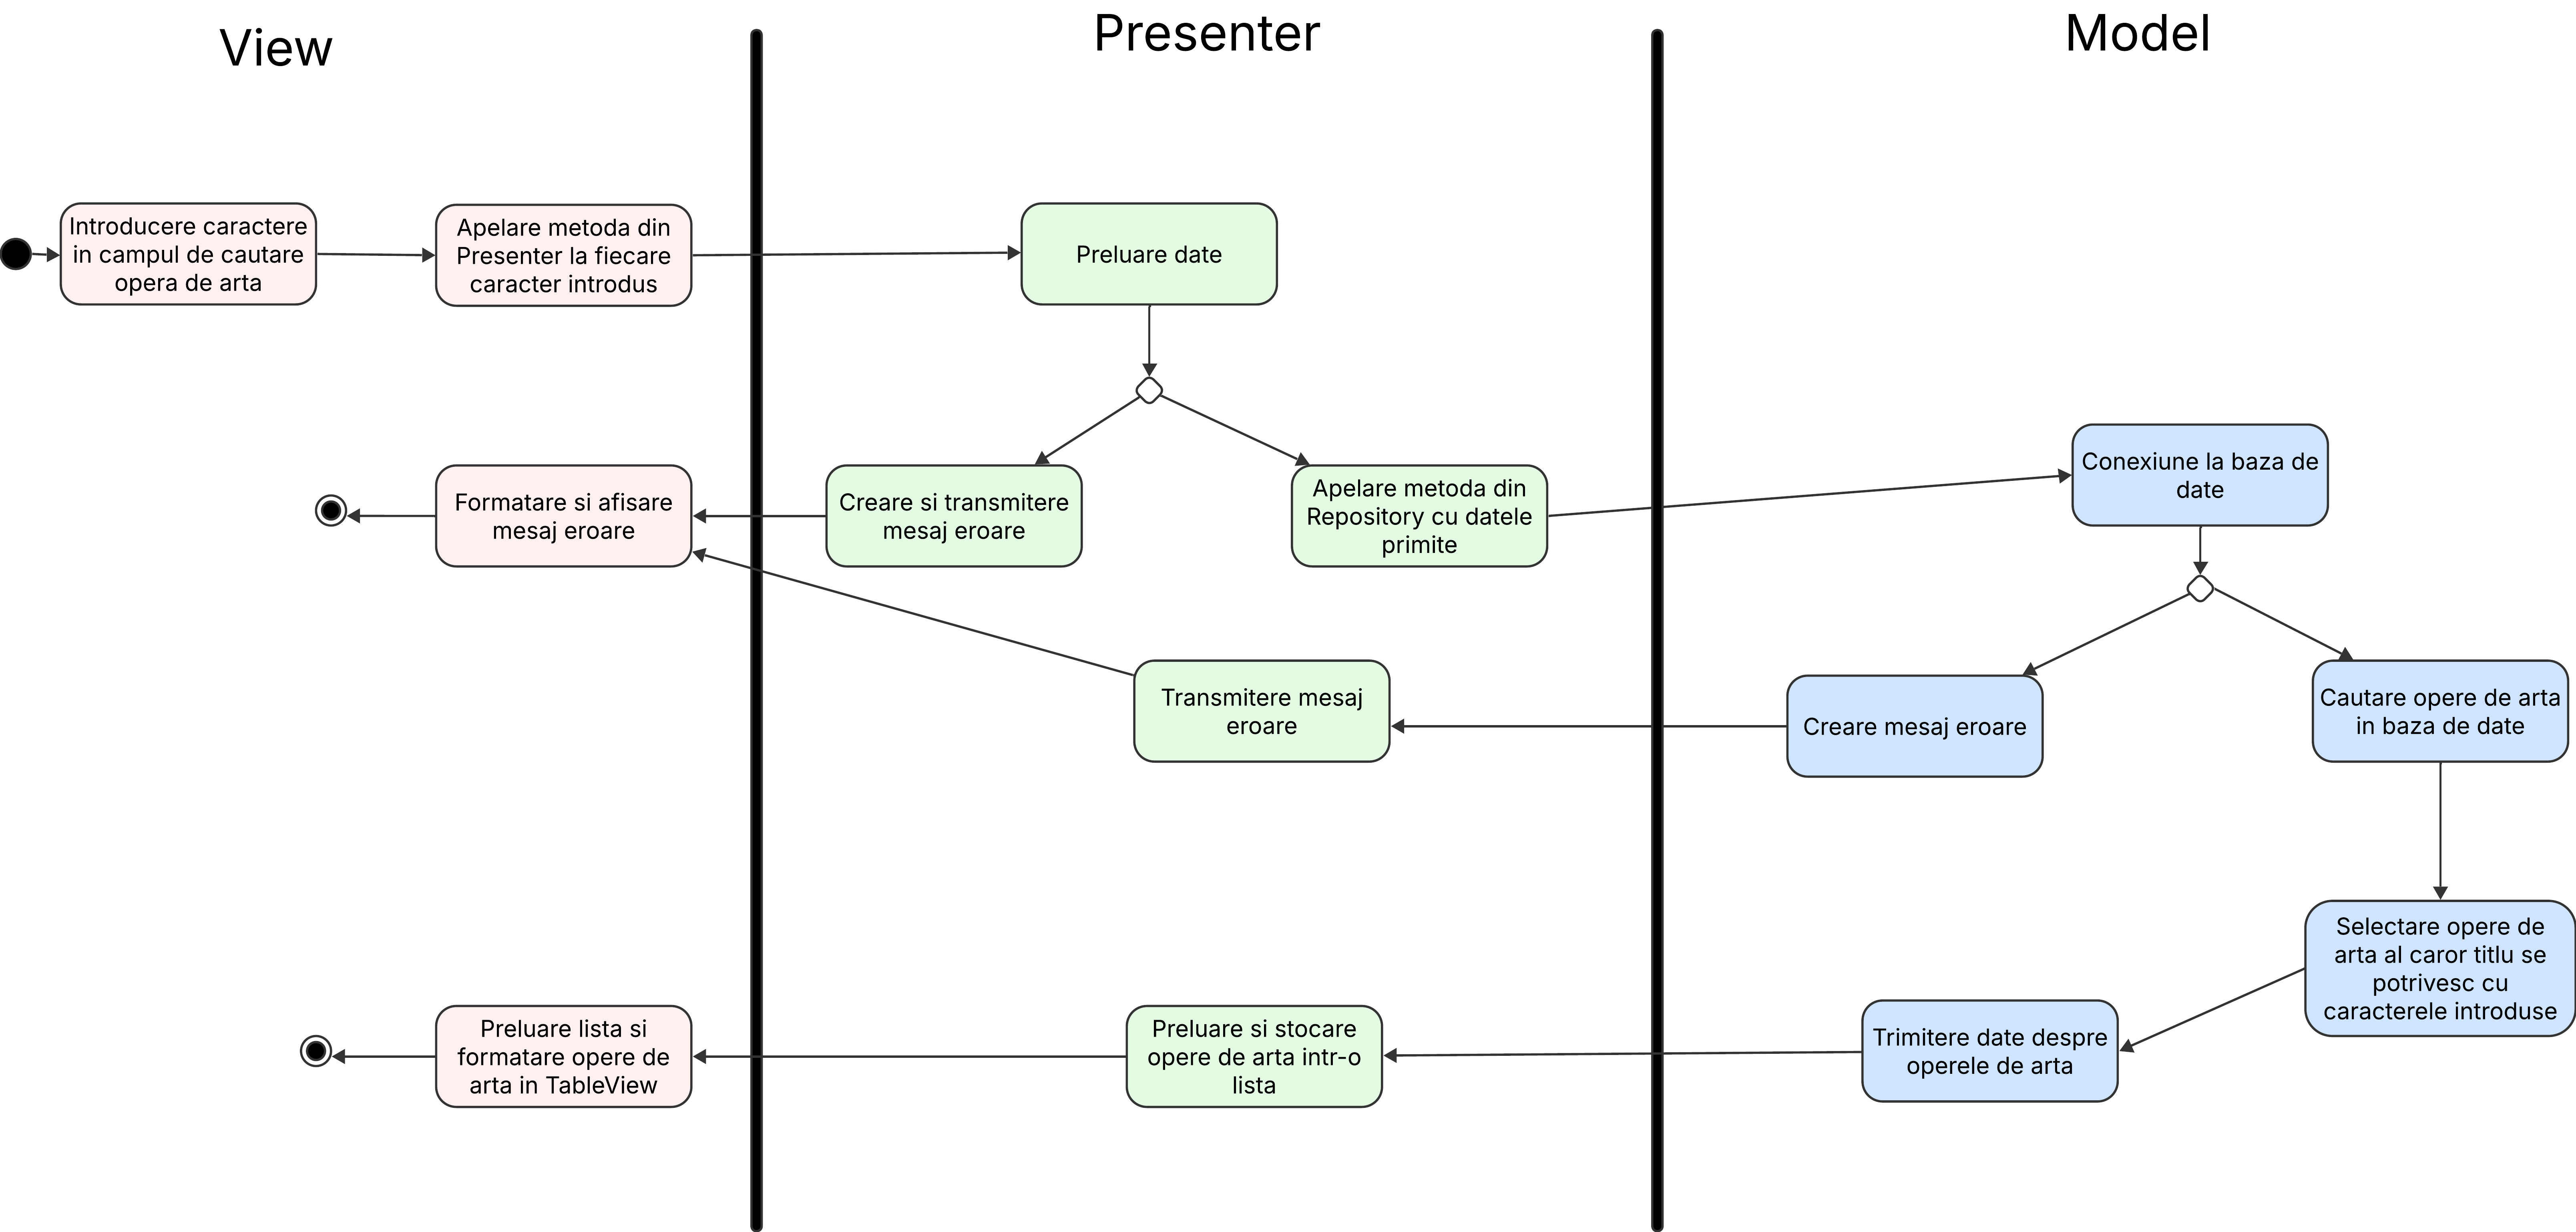 View
Presenter
Model
Introducere caractere
in campul de cautare
opera de arta
Apelare metoda din
Presenter la fiecare
caracter introdus
Preluare date
Formatare si afisare
mesaj eroare
Creare si transmitere
mesaj eroare
Apelare metoda din
Repository cu datele
primite
Conexiune la baza de
date
Transmitere mesaj
eroare
Creare mesaj eroare
Cautare opere de arta
in baza de date
Selectare opere de
arta al caror titlu se
potrivesc cu
caracterele introduse
Preluare lista si
formatare opere de
arta in TableView
Preluare si stocare
opere de arta intr-o
lista
Trimitere date despre
operele de arta